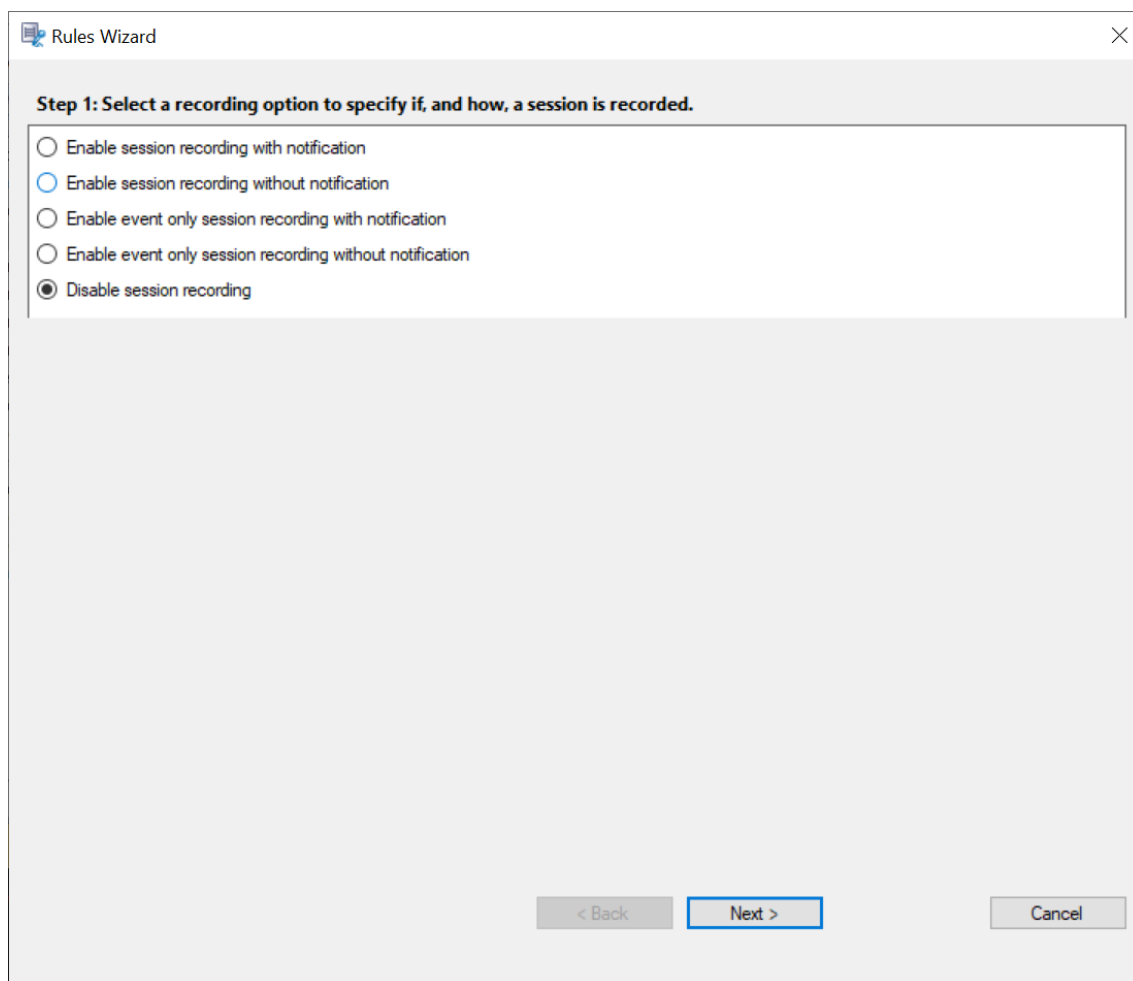 Rules Wizard
Step 1: Select a recording option to specify if, and how, a session is recorded.
Enable session recording with notification
Enable session recording without notification
Enable event only session recording with notification
Enable event only session recording without notification
Disable session recording
< Back
Next >
Cancel